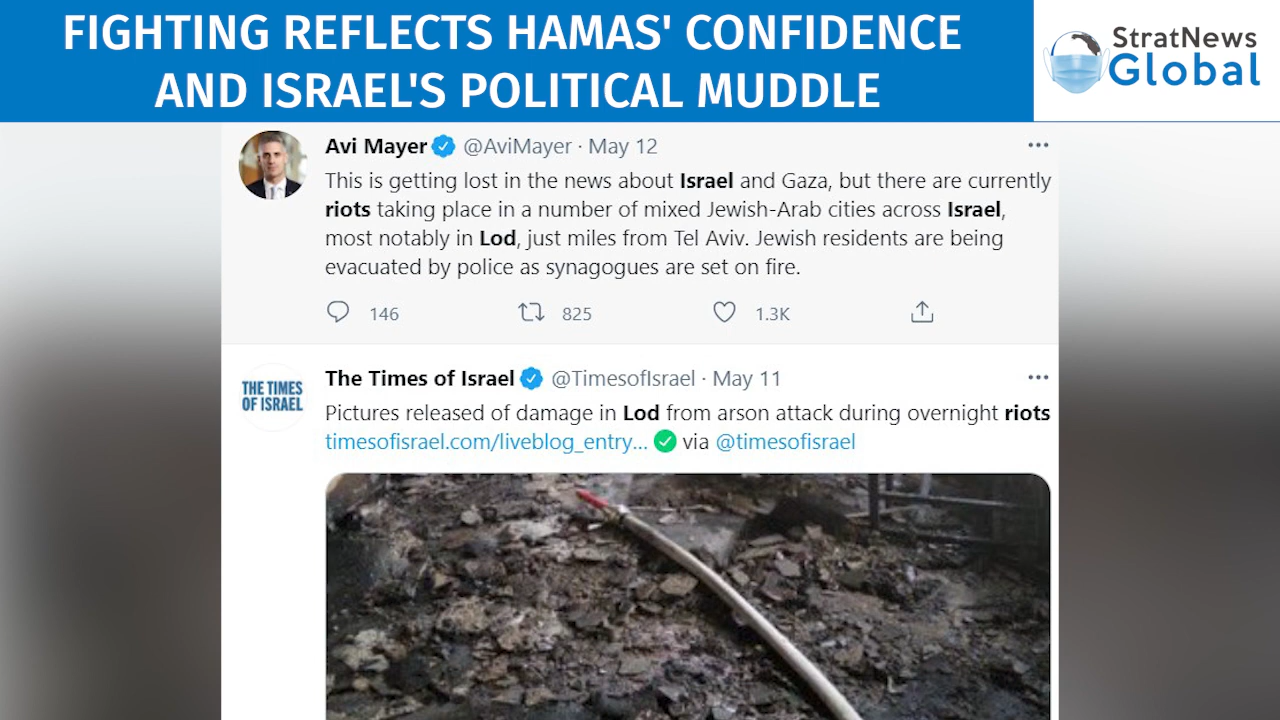 FIGHTING REFLECTS HAMAS' CONFIDENCE
AND ISRAEL'S POLITICAL MUDDLE
StratNews
Global
Avi Mayer @AviMayer · May 12
This is getting lost in the news about Israel and Gaza, but there are currently
riots taking place in a number of mixed Jewish-Arab cities across Israel,
most notably in Lod, just miles from Tel Aviv. Jewish residents are being
evacuated by police as synagogues are set on fire.
146 825 1.3K
THE TIMES
OF ISRAEL
The Times of Israel @TimesofIsrael · May 11
Pictures released of damage in Lod from arson attack during overnight riots
timesofisrael.com/liveblog_entry... via @timesofisrael